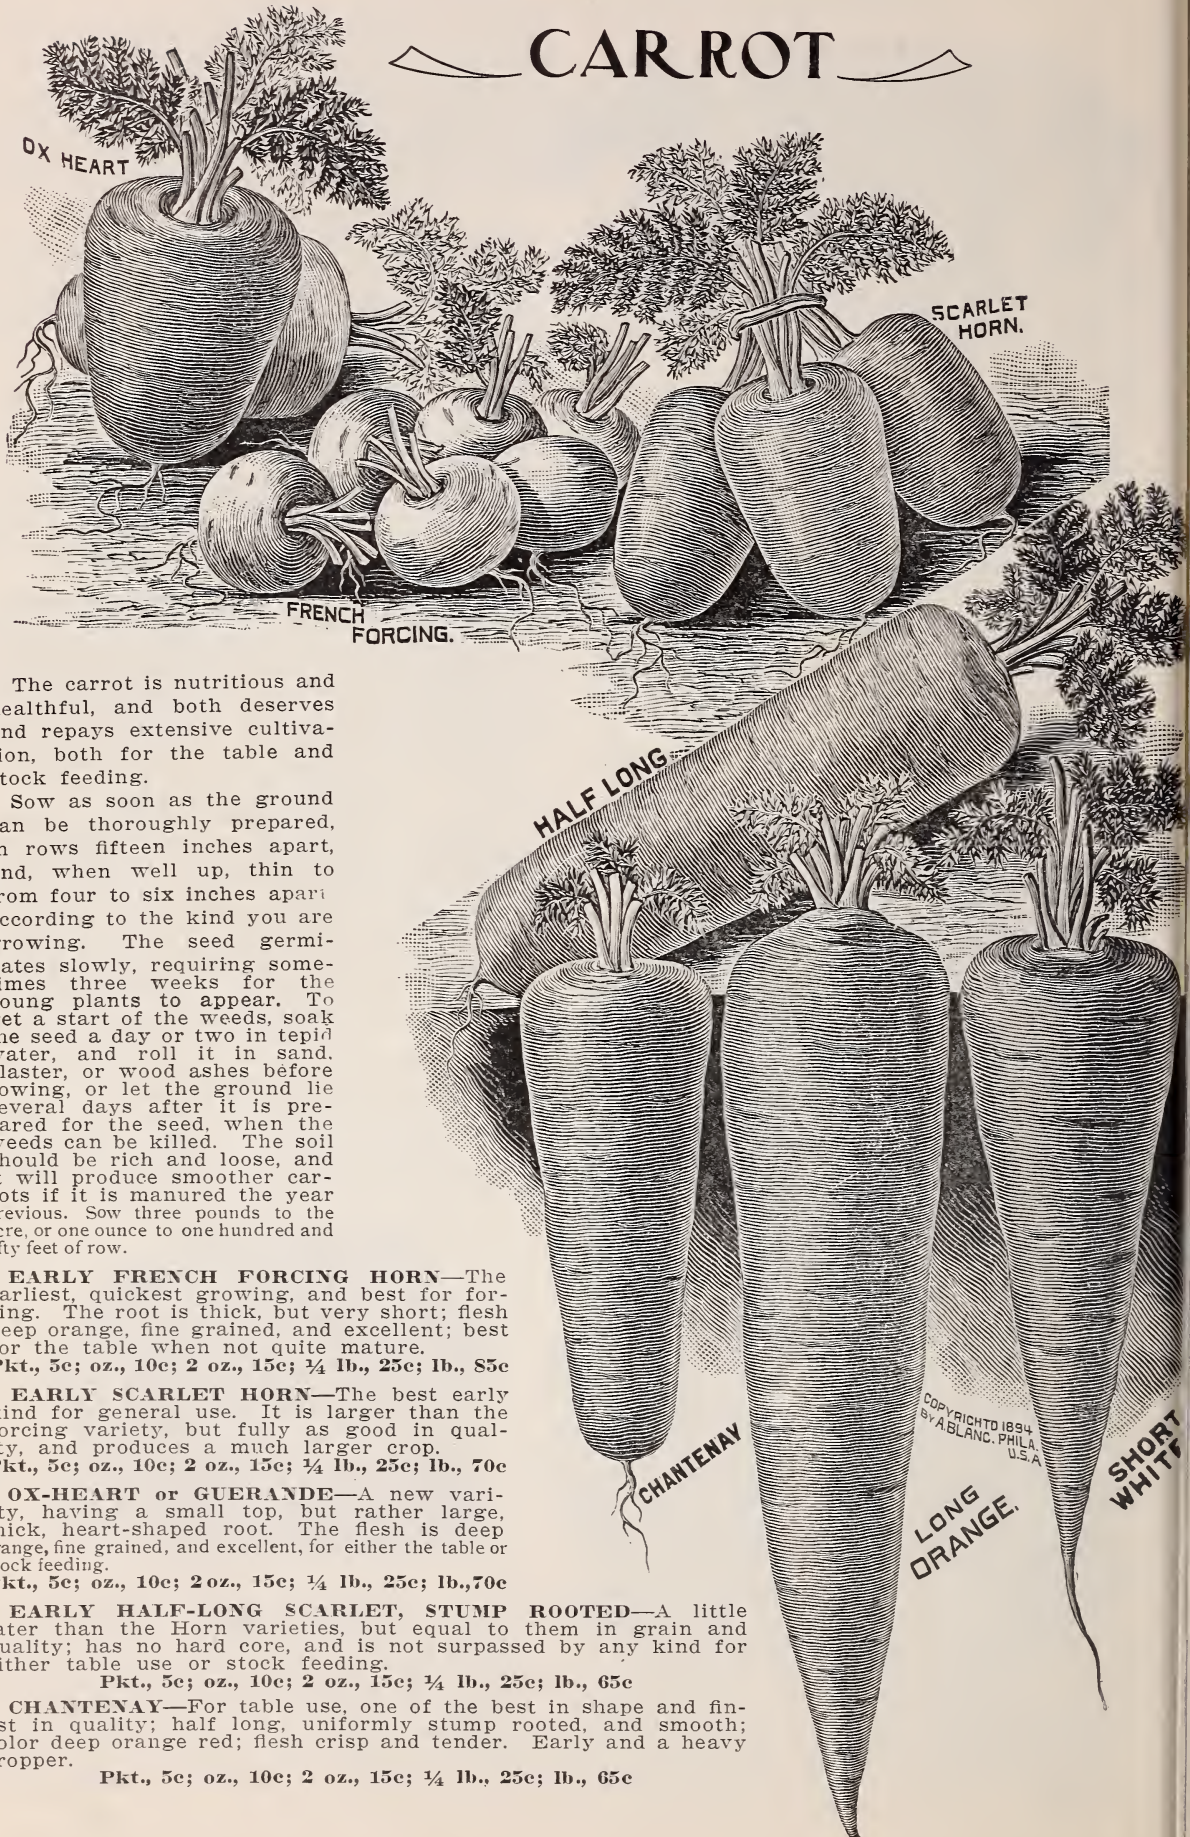 CARROT
OX HEART
SCARLET
HORN.
FRENCH
FORCING.
HALF LONG
CHANTENAY
COPYRICHTD 1894
BY A.BLANC. PHILA.
U.S.A
LONG
ORANGE.
SHORT
WHITE
The carrot is nutritious and
ealthful, and both deserves
nd repays extensive cultiva-
ion, both for the table and
tock feeding.
Sow as soon as the ground
an be thoroughly prepared,
n rows fifteen inches apart,
nd, when well up, thin to
rom four to six inches apart
ccording to the kind you are
rowing. The seed germi-
ates slowly, requiring some-
imes three weeks for the
oung plants to appear. To
et a start of the weeds, soak
he seed a day or two in tepid
ater, and roll it in sand,
laster, or wood ashes before
owing, or let the ground lie
everal days after it is pre-
ared for the seed, when the
eeds can be killed. The soil
hould be rich and loose, and
t will produce smoother car-
ots if it is manured the year
revious. Sow three pounds to the
cre, or one ounce to one hundred and
fty feet of row.
EARLY FRENCH FORCING HORN—The
arliest, quickest growing, and best for for-
ing. The root is thick, but very short; flesh
eep orange, fine grained, and excellent; best
or the table when not quite mature.
Pkt., 5c; oz., 10c; 2 oz., 15c; ¼ lb., 25c; lb., 85c
EARLY SCARLET HORN—The best early
ind for general use. It is larger than the
orcing variety, but fully as good in qual-
ty, and produces a much larger crop.
Pkt., 5c; oz., 10c; 2 oz., 15c; ¼ lb., 25c; lb., 70c
OX-HEART or GUERANDE—A new vari-
ty, having a small top, but rather large,
hick, heart-shaped root. The flesh is deep
range, fine grained, and excellent, for either the table or
ock feeding.
kt., 5c; oz., 10c; 2 oz., 15c; ¼ lb., 25c; lb., 70c
EARLY HALF-LONG SCARLET, STUMP ROOTED—A little
ater than the Horn varieties, but equal to them in grain and
uality; has no hard core, and is not surpassed by any kind for
ither table use or stock feeding.
Pkt., 5c; oz., 10c; 2 oz., 15c; ¼ lb., 25c; lb., 65c
CHANTENAY—For table use, one of the best in shape and fin-
st in quality; half long, uniformly stump rooted, and smooth;
olor deep orange red; flesh crisp and tender. Early and a heavy
ropper.
Pkt., 5c; oz., 10c; 2 oz., 15c; ¼ lb., 25c; lb., 65c